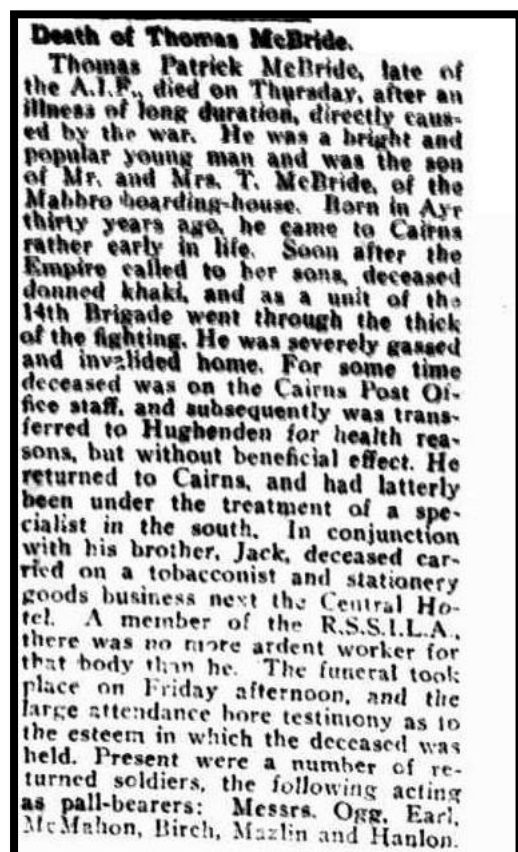 Death of Thomas McBride.
Thomas Patrick McBride, late of
the A.I.F., died on Thursday, after an
illness of long duration, directly caus-
ed by the war. He was a bright and
popular young man and was the son
of Mr. and Mrs. T. McBride, of the
Mabbro boarding-house. Born in Ayr
thirty years ago, he came to Cairns
rather early in life. Soon after the
Empire called to her sons, deceased
donned khaki, and as a unit of the
14th Brigade went through the thick
of the fighting. He was severely gassed
and invalided home. For some time
deceased was on the Cairns Post Of-
fice staff, and subsequently was trans-
ferred to Hughenden for health rea-
sons, but without beneficial effect. He
returned to Cairns, and had latterly
been under the treatment of a spe-
cialist in the south. In conjunction
with his brother, Jack, deceased car-
ried on a tobacconist and stationery
goods business next the Central Ho-
tel. A member of the R.S.S.I.L.A.,
there was no more ardent worker for
that body than he. The funeral took
place on Friday afternoon, and the
large attendance bore testimony as to
the esteem in which the deceased was
held. Present were a number of re-
turned soldiers, the following acting
as pall-bearers: Messrs. Ogg, Earl,
McMahon, Birch, Mazlin and Hanlon.